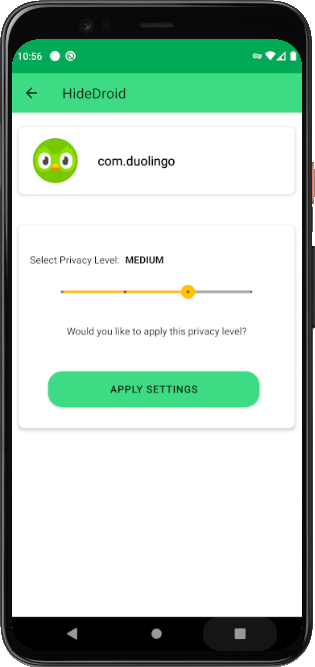 10:56
HideDroid
com.duolingo
Select Privacy Level: MEDIUM
Would you like to apply this privacy level?
APPLY SETTINGS